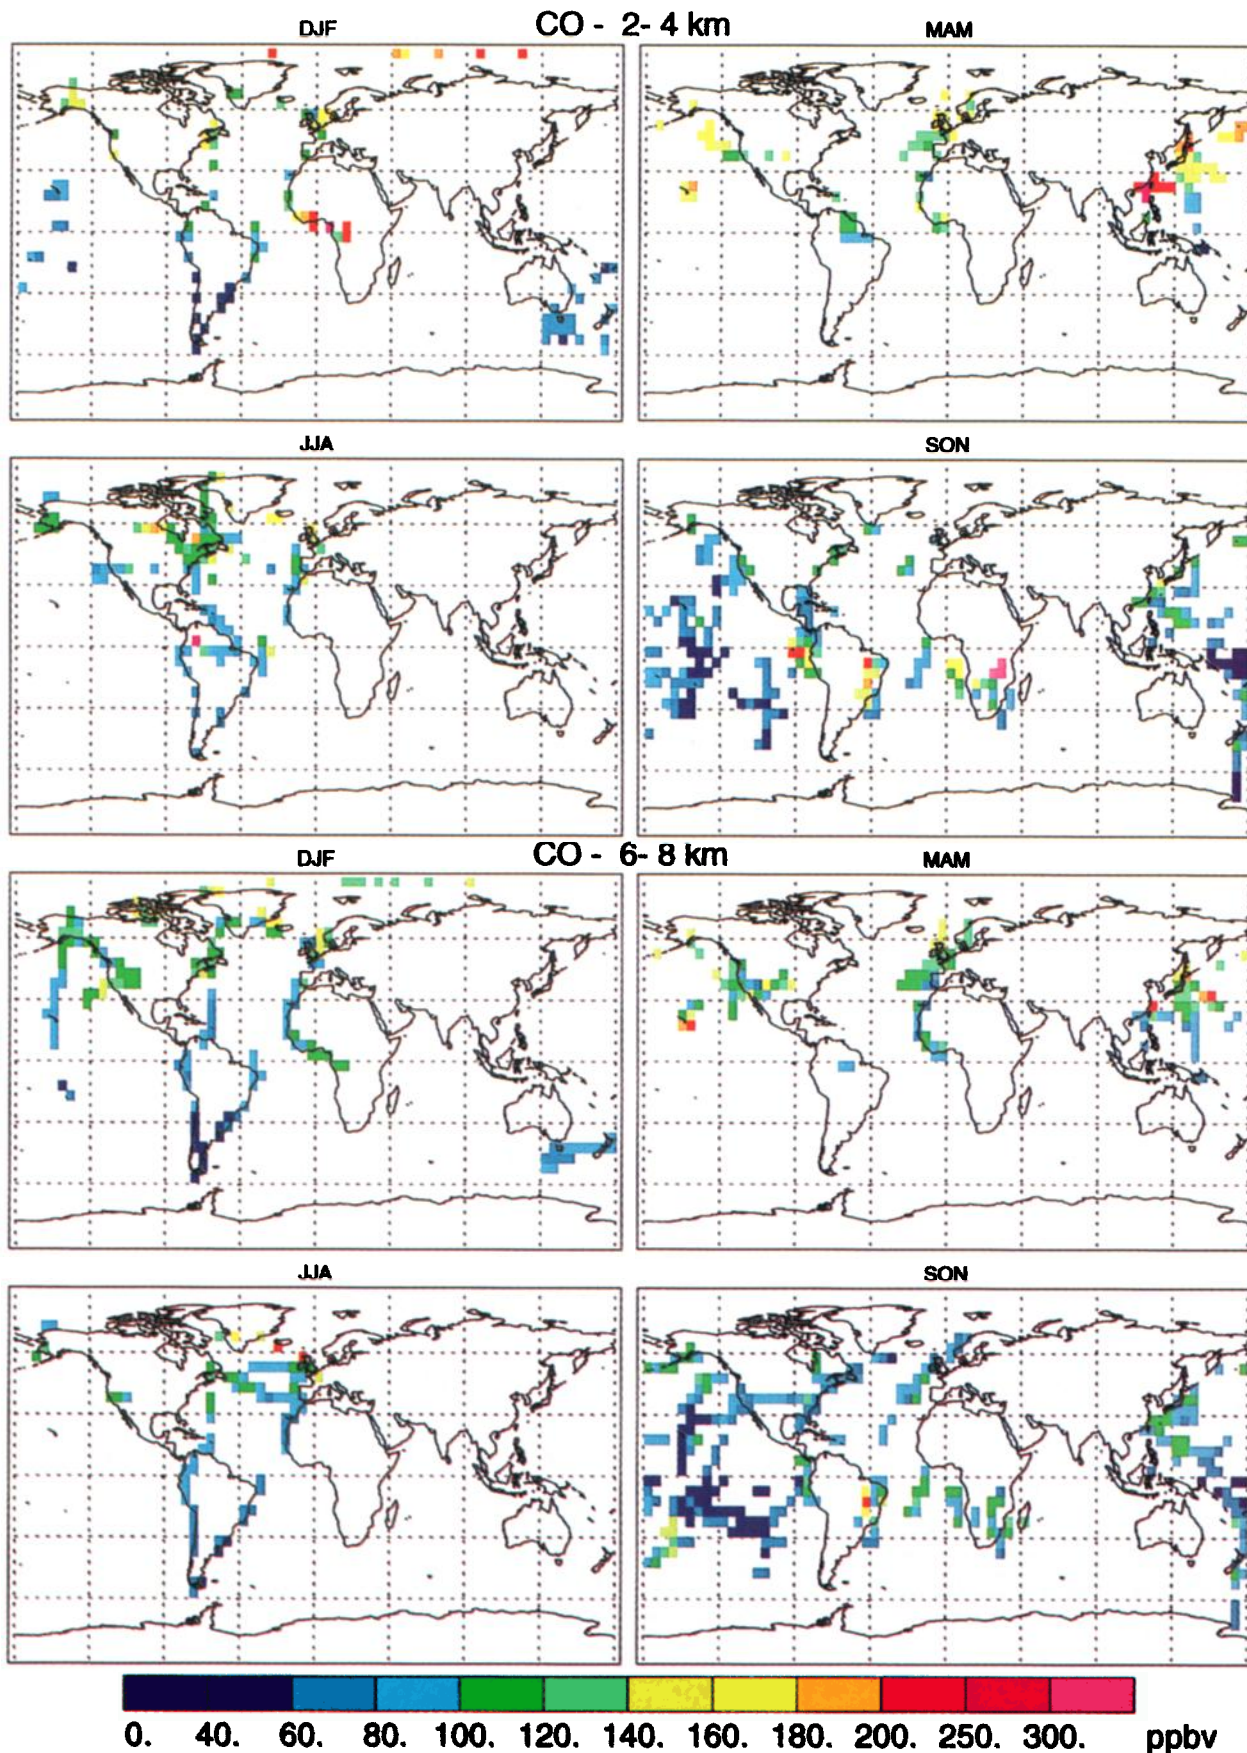 CO - 2- 4 km
DJF
MAM
JJA
SON
CO - 6- 8 km
DJF
MAM
JJA
SON
0. 40. 60. 80. 100. 120. 140. 160. 180. 200. 250. 300. ppbv